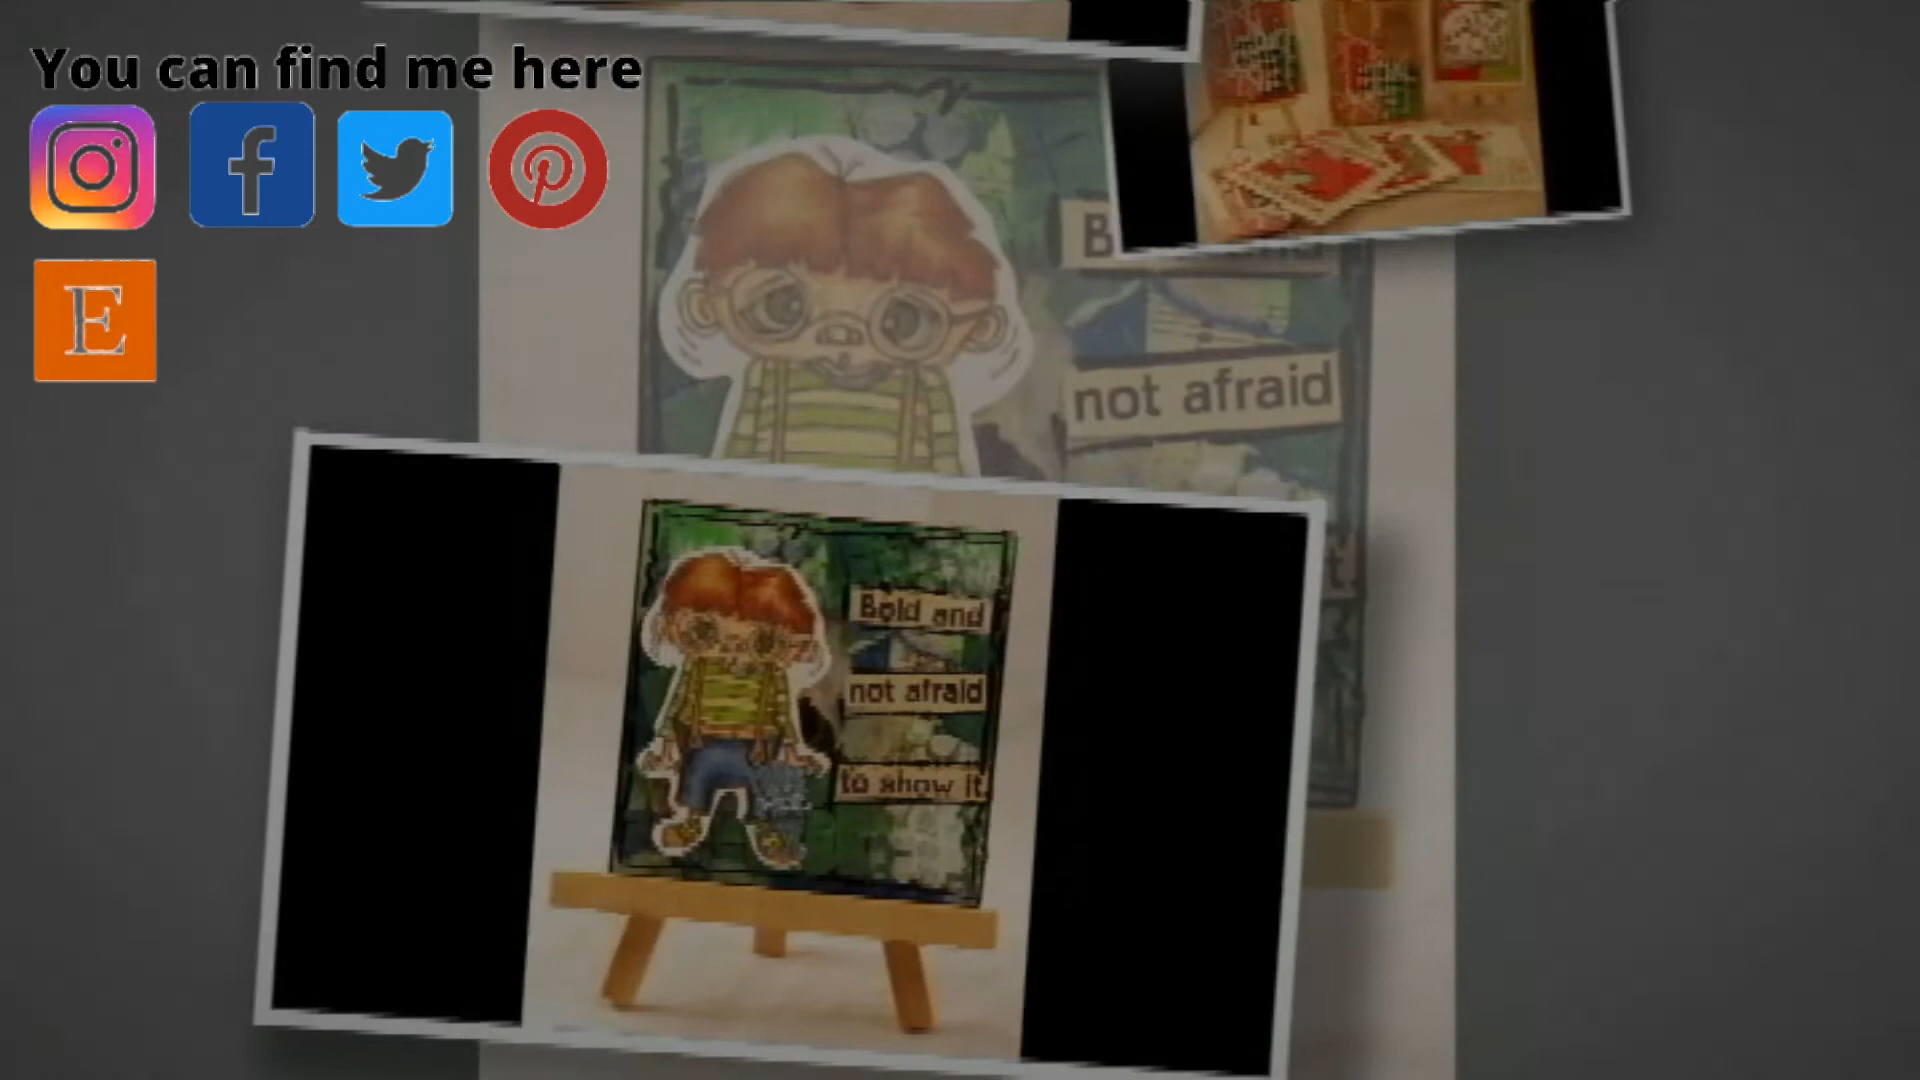 You can find me here
E
B
not afraid
Bold and
not afraid
to show it.